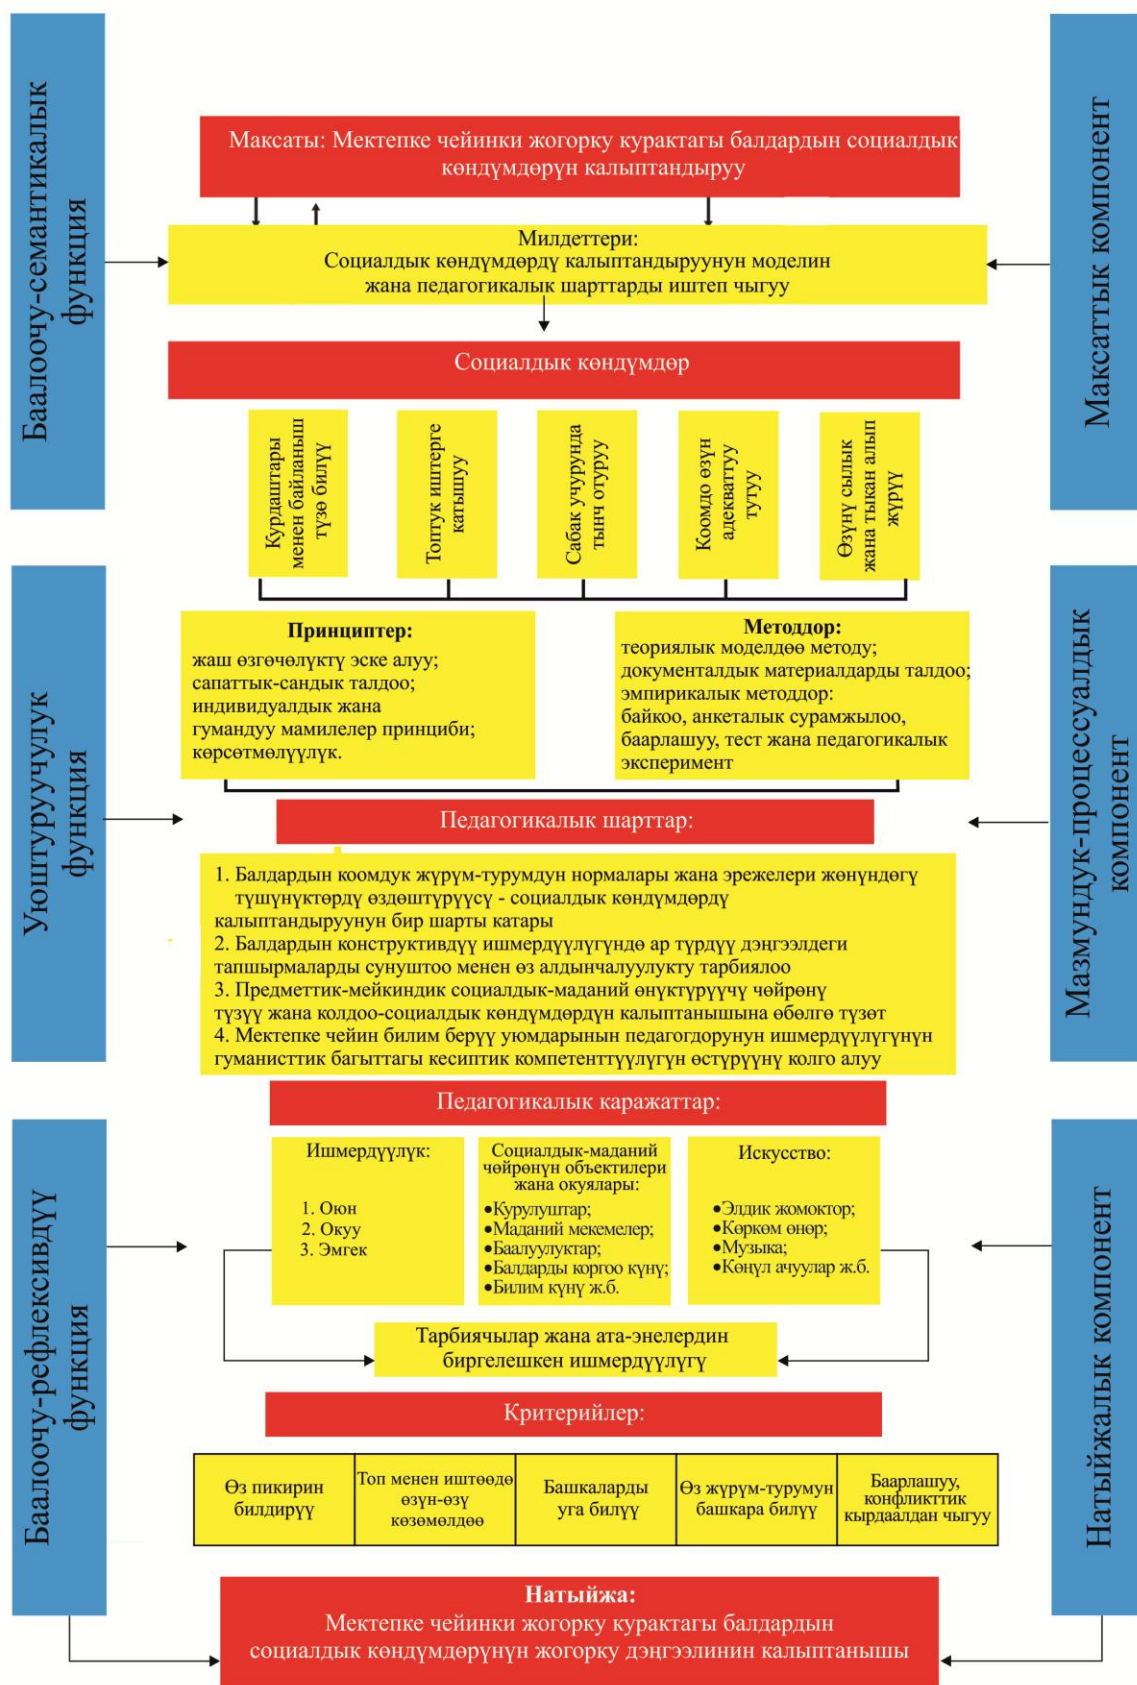 Баалоочу-семантикалык
функция
Максаттык компонент
Максаты: Мектепке чейинки жогорку курактагы балдардын социалдык
көндүмдөрүн калыптандыруу
Милдеттери:
Социалдык көндүмдөрдү калыптандыруунун моделин
жана педагогикалык шарттарды иштеп чыгуу
Социалдык көндүмдөр
Курдаштары
менен байланыш
түзө билүү
Топтук иштерге
катышуу
Сабак учурунда
тынч отуруу
Коомдо өзүн
адекваттуу
тутуу
Өзүнү сылык
жана тыкан алып
жүрүү
Уюштуруучулук
функция
Мазмундук-процессуалдык
компонент
Принциптер:
жаш өзгөчөлүктү эске алуу;
сапаттык-сандык талдоо;
индивидуалдык жана
гумандуу мамилелер принциби;
көрсөтмөлүүлүк.
Методдор:
теориялык моделдөө методу;
документалдык материалдарды талдоо;
эмпирикалык методдор:
байкоо, анкеталык сурамжылоо,
баарлашуу, тест жана педагогикалык
эксперимент
Педагогикалык шарттар:
1. Балдардын коомдук жүрүм-турумдун нормалары жана эрежелери жөнүндөгү
түшүнүктөрдү өздөштүрүүсү - социалдык көндүмдөрдү
калыптандыруунун бир шарты катары
2. Балдардын конструктивдүү ишмердүүлүгүндө ар түрдүү дэңгээлдеги
тапшырмаларды сунуштоо менен өз алдынчалуулукту тарбиялоо
3. Предметтик-мейкиндик социалдык-маданий өнүктүрүүчү чөйрөнү
түзүү жана колдоо-социалдык көндүмдөрдүн калыптанышына өбөлгө түзөт
4. Мектепке чейин билим берүү уюмдарынын педагогдорунун ишмердүүлүгүнүн
гуманисттик багыттагы кесиптик компетенттүүлүгүн өстүрүүнү колго алуу
Педагогикалык каражаттар:
Баалоочу-рефлексивдүү
функция
Натыйжалык компонент
Ишмердүүлүк:
1. Оюн
2. Окуу
3. Эмгек
Социалдык-маданий
чөйрөнүн объектилери
жана окуялары:
●Курулуштар;
●Маданий мекемелер;
●Баалуулуктар;
●Балдарды коргоо күнү;
●Билим күнү ж.б.
Искусство:
●Элдик жомоктор;
●Көркөм өнөр;
●Музыка;
●Көңүл ачуулар ж.б.
Тарбиячылар жана ата-энелердин
биргелешкен ишмердүүлүгү
Критерийлер:
Өз пикирин
билдирүү
Топ менен иштөөдө
өзүн-өзү
көзөмөлдөө
Башкаларды
уга билүү
Өз жүрүм-турумун
башкара билүү
Баарлашуу,
конфликттик
кырдаалдан чыгуу
Натыйжа:
Мектепке чейинки жогорку курактагы балдардын
социалдык көндүмдөрүнүн жогорку дэңгээлинин калыптанышы